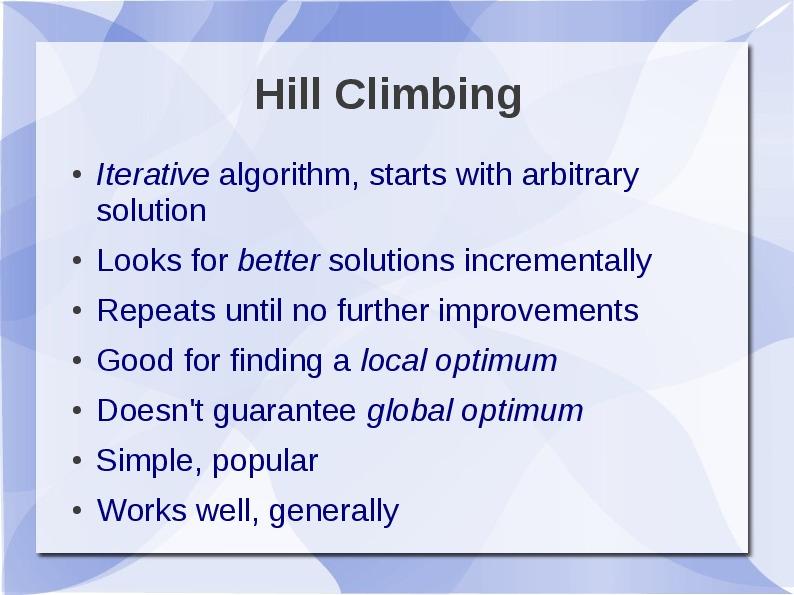 Hill Climbing
• Iterative algorithm, starts with arbitrary
solution
• Looks for better solutions incrementally
• Repeats until no further improvements
• Good for finding a local optimum
• Doesn't guarantee global optimum
• Simple, popular
• Works well, generally